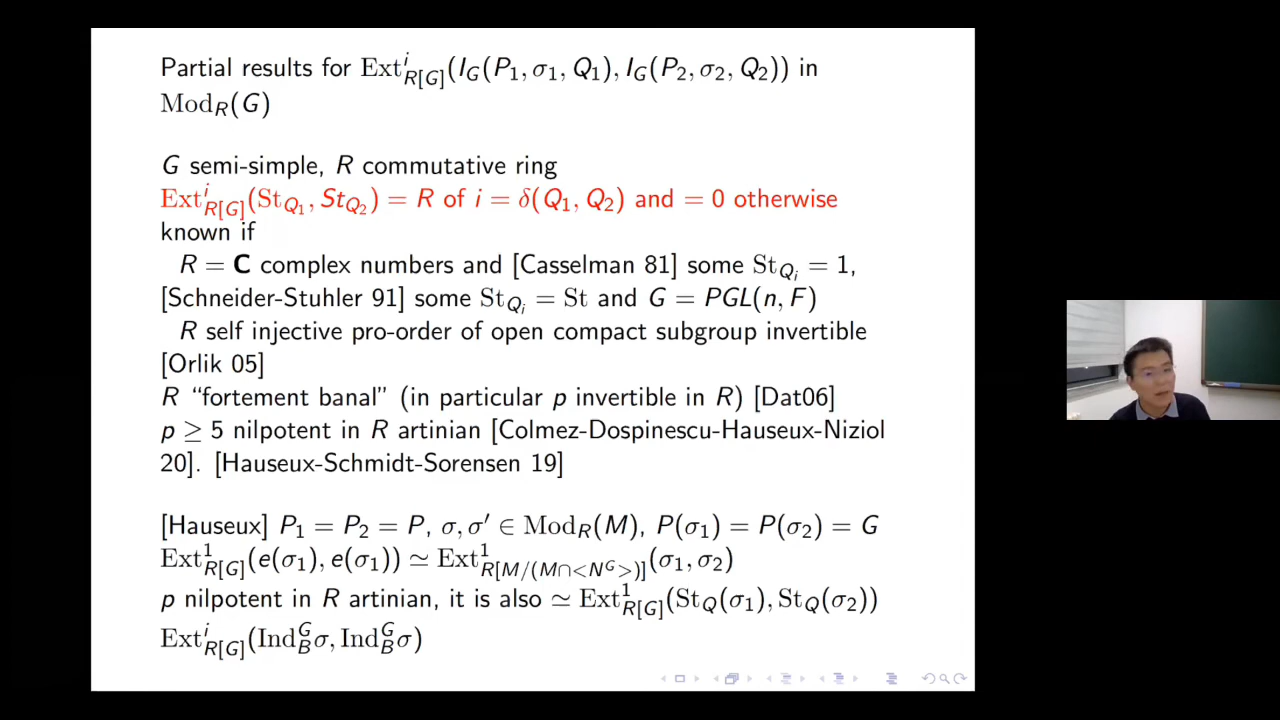 Partial results for Ext^i_{R[G]}(I_G(P_1, σ_1, Q_1), I_G(P_2, σ_2, Q_2)) in
Mod_R(G)
G semi-simple, R commutative ring
Ext^i_{R[G]}(St_{Q_1}, St_{Q_2}) = R of i = δ(Q_1, Q_2) and = 0 otherwise
known if
R = C complex numbers and [Casselman 81] some St_{Q_i} = 1,
[Schneider-Stuhler 91] some St_{Q_i} = St and G = PGL(n, F)
R self injective pro-order of open compact subgroup invertible
[Orlik 05]
R “fortement banal” (in particular p invertible in R) [Dat06]
p ≥ 5 nilpotent in R artinian [Colmez-Dospinescu-Hauseux-Niziol
20]. [Hauseux-Schmidt-Sorensen 19]
[Hauseux] P_1 = P_2 = P, σ, σ′ ∈ Mod_R(M), P(σ_1) = P(σ_2) = G
Ext^1_{R[G]}(e(σ_1), e(σ_1)) ≃ Ext^1_{R[M/(M∩<N^G>)]}(σ_1, σ_2)
p nilpotent in R artinian, it is also ≃ Ext^1_{R[G]}(St_Q(σ_1), St_Q(σ_2))
Ext^i_{R[G]}(Ind^G_B σ, Ind^G_B σ)